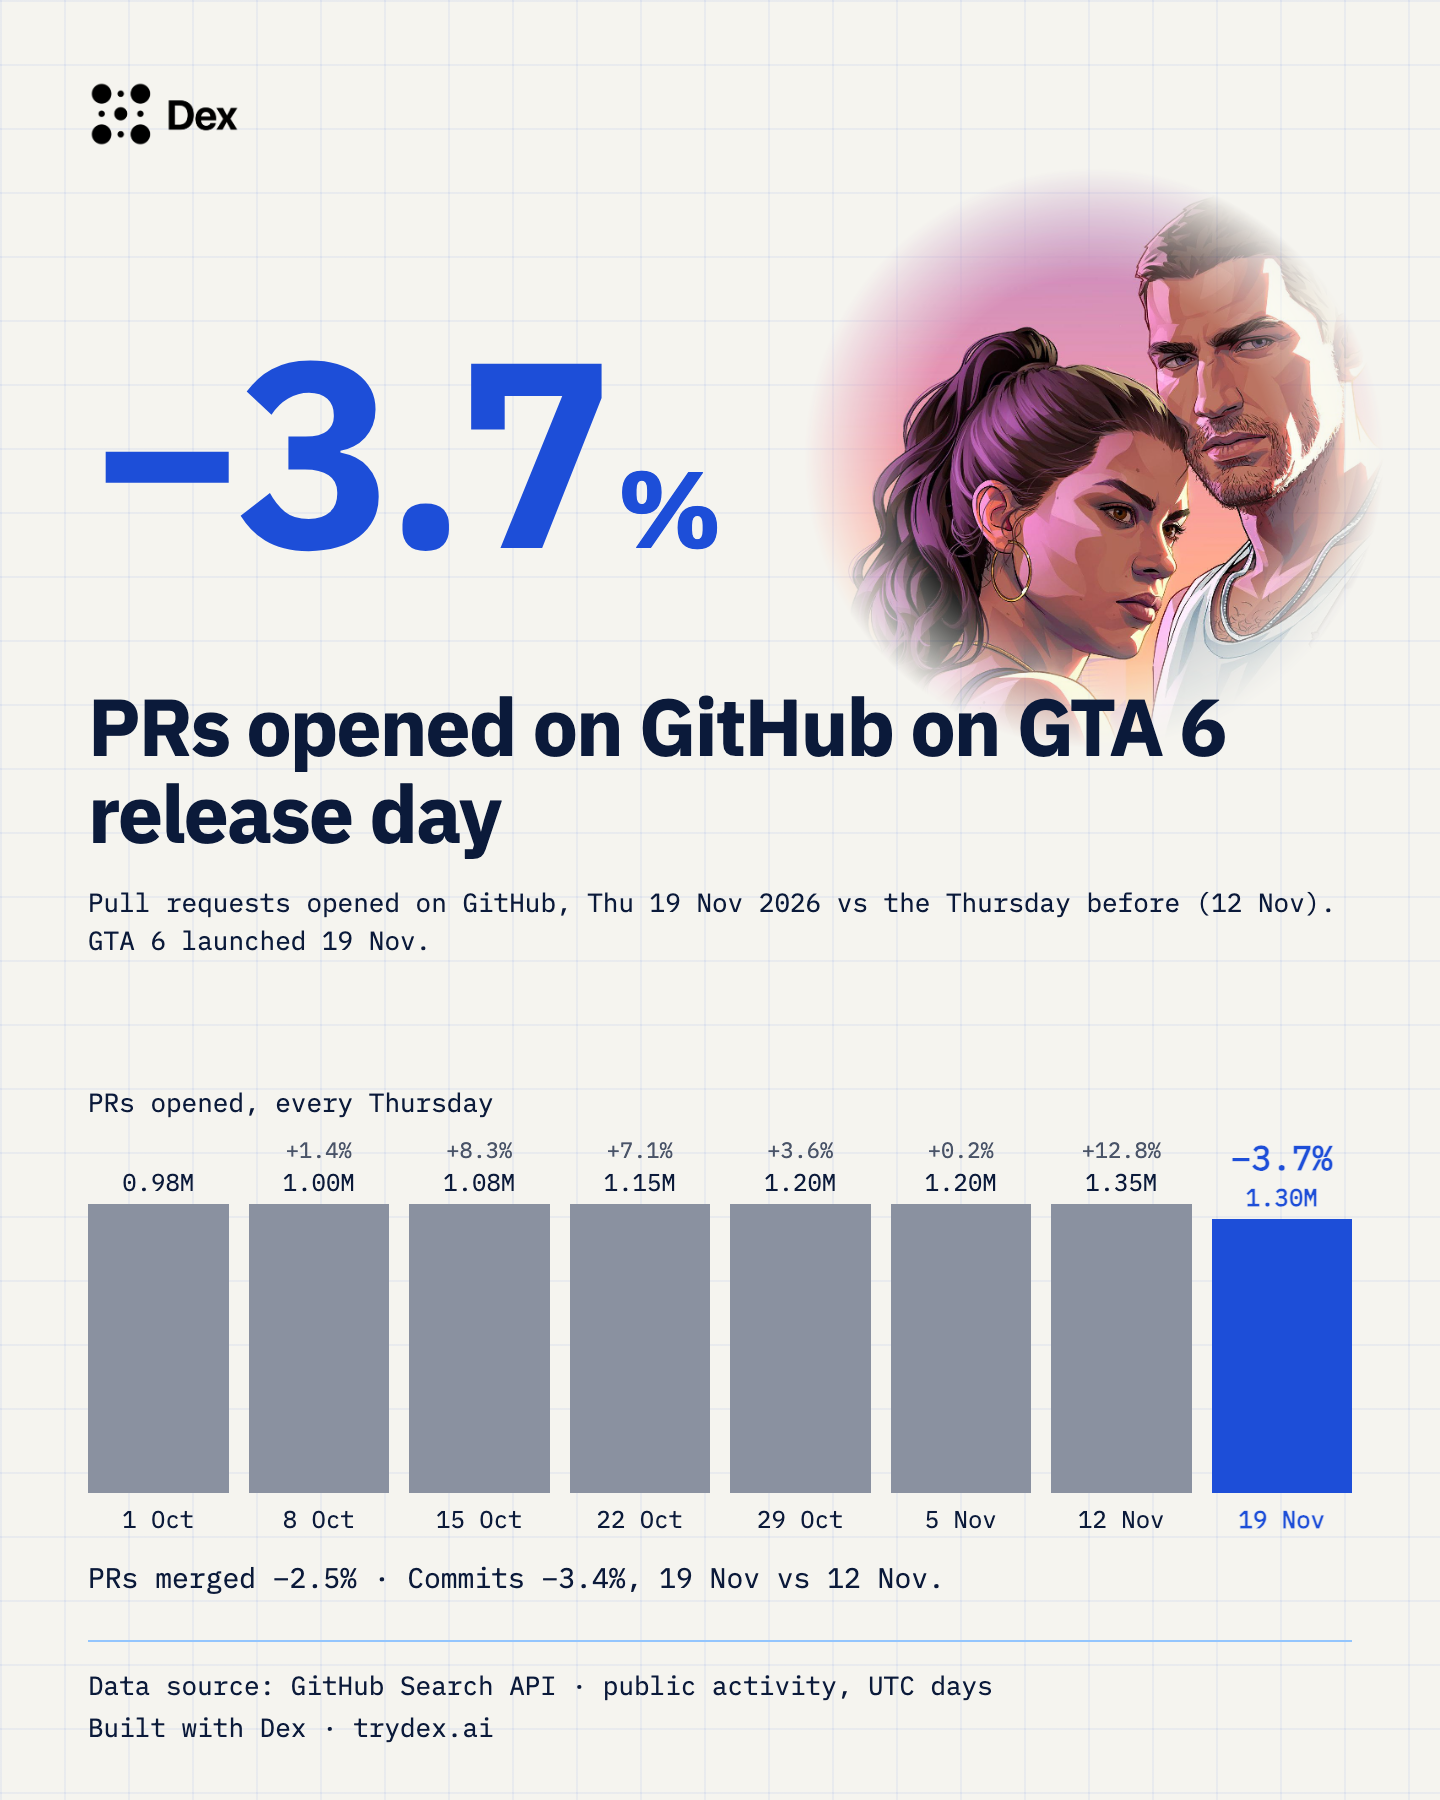 Dex
−3.7%
PRs opened on GitHub on GTA 6
release day
Pull requests opened on GitHub, Thu 19 Nov 2026 vs the Thursday before (12 Nov).
GTA 6 launched 19 Nov.
PRs opened, every Thursday
+1.4% +8.3% +7.1% +3.6% +0.2% +12.8% −3.7%
0.98M 1.00M 1.08M 1.15M 1.20M 1.20M 1.35M 1.30M
1 Oct 8 Oct 15 Oct 22 Oct 29 Oct 5 Nov 12 Nov 19 Nov
PRs merged −2.5% · Commits −3.4%, 19 Nov vs 12 Nov.
Data source: GitHub Search API · public activity, UTC days
Built with Dex · trydex.ai